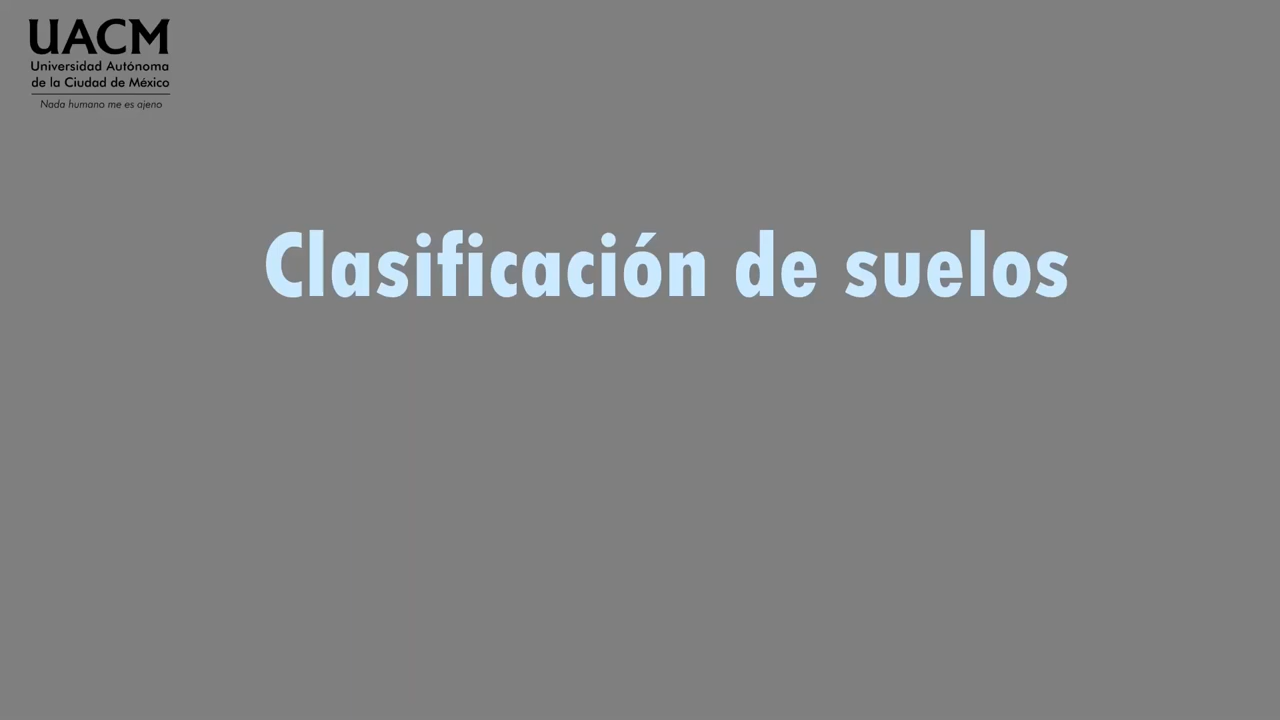 UACM
Universidad Autónoma
de la Ciudad de México
Nada humano me es ajeno
Clasificación de suelos